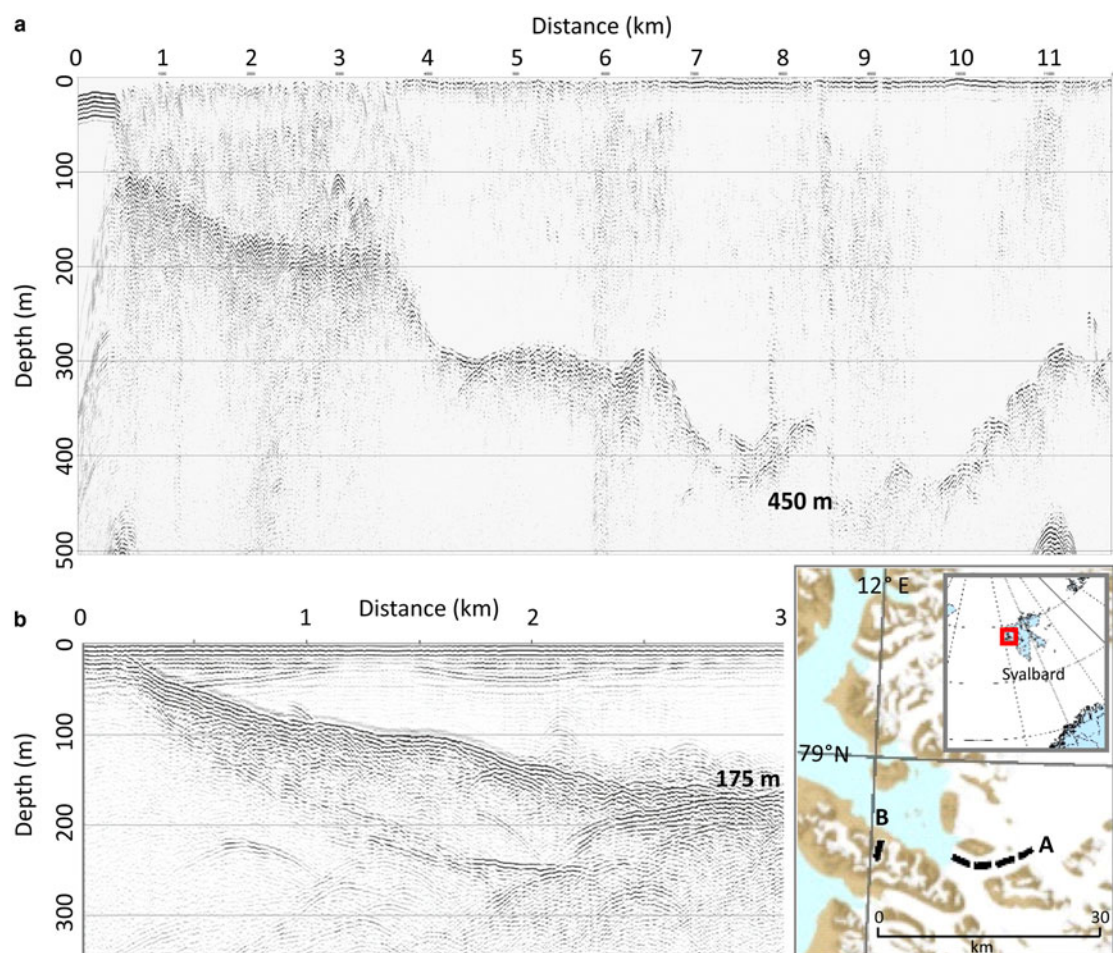 a
Distance (km)
0 1 2 3 4 5 6 7 8 9 10 11
0
100
200
300
400
500
Depth (m)
450 m
b
Distance (km)
0 1 2 3
0
100
200
300
Depth (m)
175 m
12° E
Svalbard
79°N
B
A
0 30
km